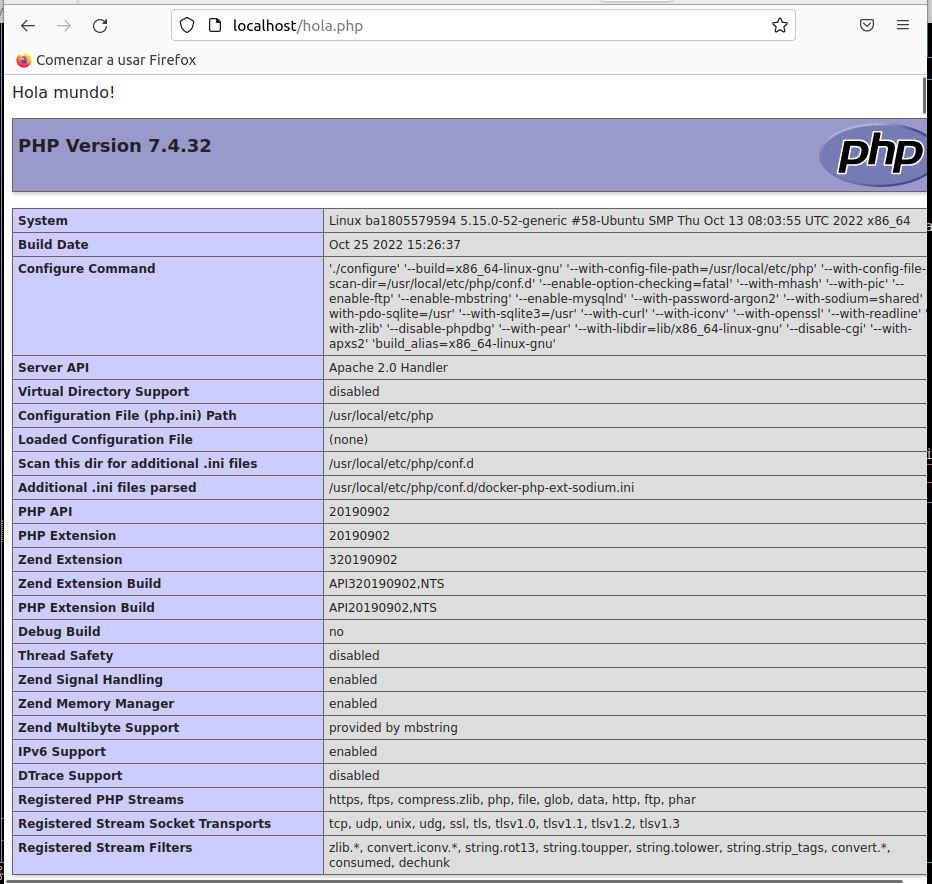 localhost/hola.php
Comenzar a usar Firefox
Hola mundo!
PHP Version 7.4.32
php
System Linux ba1805579594 5.15.0-52-generic #58-Ubuntu SMP Thu Oct 13 08:03:55 UTC 2022 x86_64
Build Date Oct 25 2022 15:26:37
Configure Command './configure' '--build=x86_64-linux-gnu' '--with-config-file-path=/usr/local/etc/php' '--with-config-file-
scan-dir=/usr/local/etc/php/conf.d' '--enable-option-checking=fatal' '--with-mhash' '--with-pic' '--
enable-ftp' '--enable-mbstring' '--enable-mysqlnd' '--with-password-argon2' '--with-sodium=shared'
with-pdo-sqlite=/usr' '--with-sqlite3=/usr' '--with-curl' '--with-iconv' '--with-openssl' '--with-readline' '
with-zlib' '--disable-phpdbg' '--with-pear' '--with-libdir=lib/x86_64-linux-gnu' '--disable-cgi' '--with-
apxs2' 'build_alias=x86_64-linux-gnu'
Server API Apache 2.0 Handler
Virtual Directory Support disabled
Configuration File (php.ini) Path /usr/local/etc/php
Loaded Configuration File (none)
Scan this dir for additional .ini files /usr/local/etc/php/conf.d
Additional .ini files parsed /usr/local/etc/php/conf.d/docker-php-ext-sodium.ini
PHP API 20190902
PHP Extension 20190902
Zend Extension 320190902
Zend Extension Build API320190902,NTS
PHP Extension Build API20190902,NTS
Debug Build no
Thread Safety disabled
Zend Signal Handling enabled
Zend Memory Manager enabled
Zend Multibyte Support provided by mbstring
IPv6 Support enabled
DTrace Support disabled
Registered PHP Streams https, ftps, compress.zlib, php, file, glob, data, http, ftp, phar
Registered Stream Socket Transports tcp, udp, unix, udg, ssl, tls, tlsv1.0, tlsv1.1, tlsv1.2, tlsv1.3
Registered Stream Filters zlib.*, convert.iconv.*, string.rot13, string.toupper, string.tolower, string.strip_tags, convert.*,
consumed, dechunk